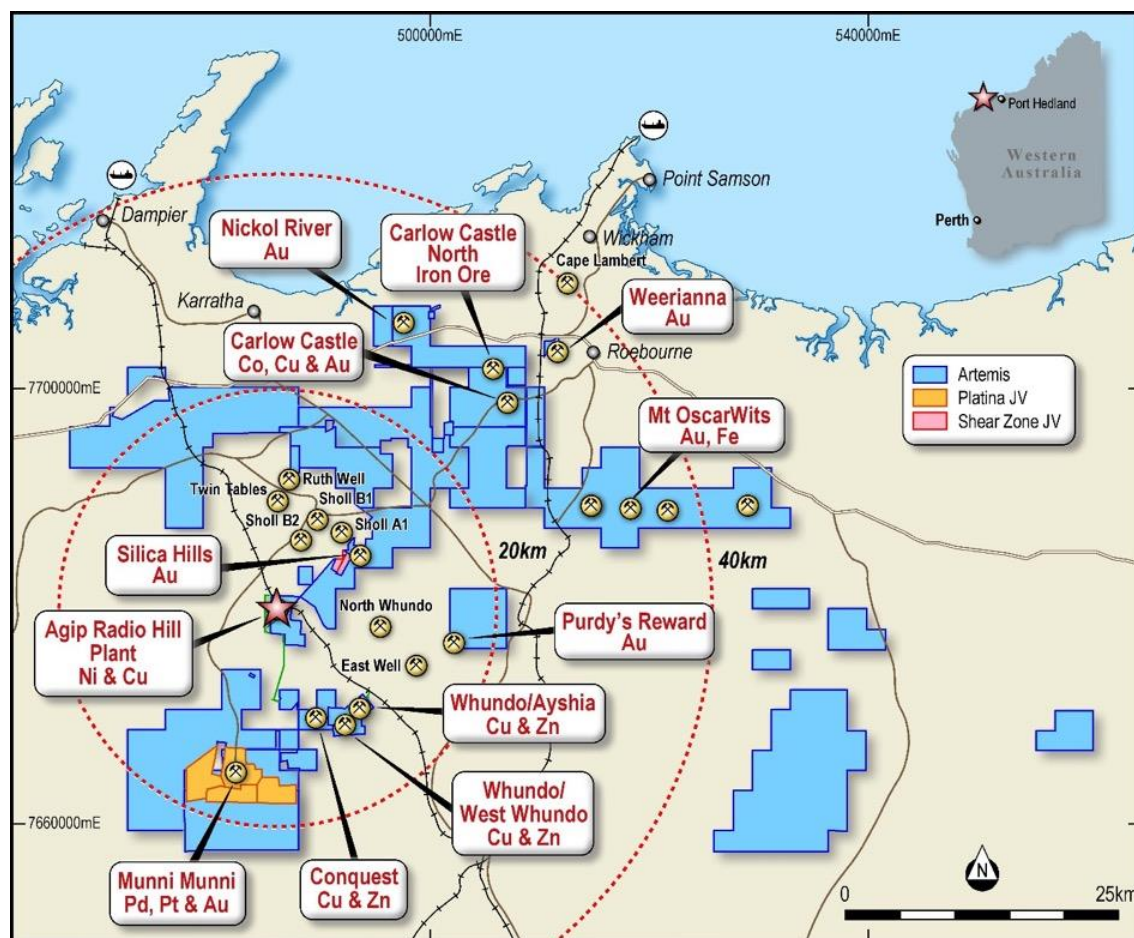 500000mE
540000mE
Port Hedland
Western
Australia
Perth
Point Samson
Dampier
Nickol River
Au
Carlow Castle
North
Iron Ore
Wickham
Cape Lambert
Karratha
Weerianna
Au
Carlow Castle
Co, Cu & Au
Roebourne
7700000mE
Artemis
Platina JV
Shear Zone JV
Mt OscarWits
Au, Fe
Ruth Well
Twin Tables
Sholl B1
Sholl B2
Sholl A1
Silica Hills
Au
20km
40km
North Whundo
Agip Radio Hill
Plant
Ni & Cu
Purdy's Reward
Au
East Well
Whundo/Ayshia
Cu & Zn
Whundo/
West Whundo
Cu & Zn
7660000mE
Munni Munni
Pd, Pt & Au
Conquest
Cu & Zn
N
0
25km